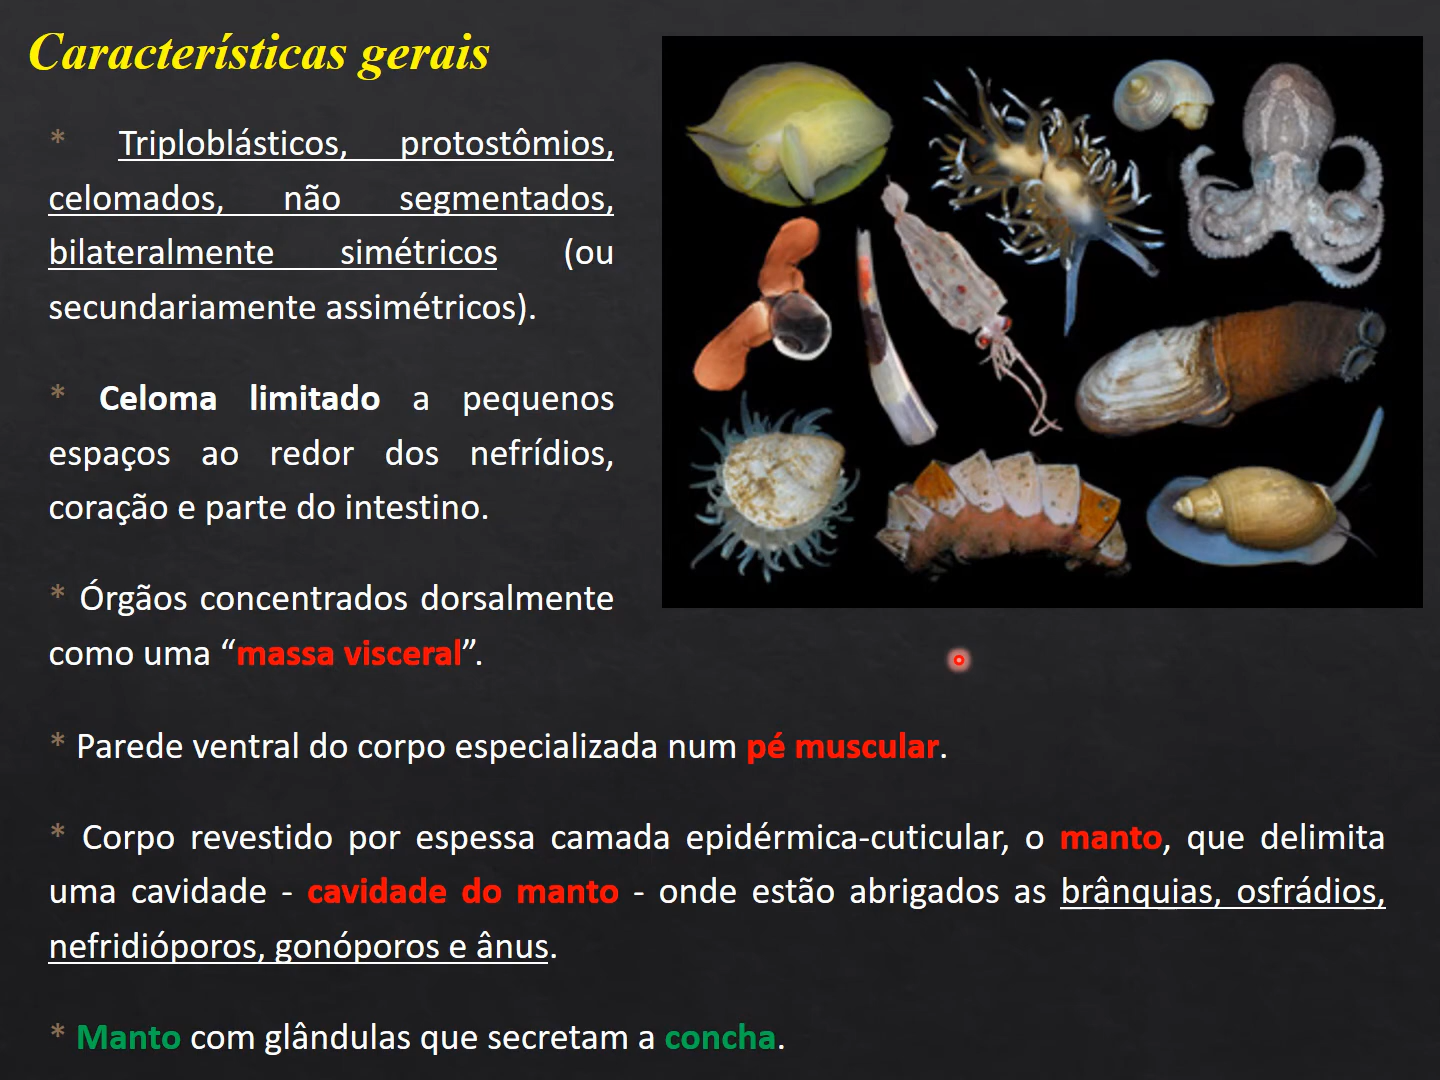 Características gerais
* Triploblásticos, protostômios,
celomados, não segmentados,
bilateralmente simétricos (ou
secundariamente assimétricos).
* Celoma limitado a pequenos
espaços ao redor dos nefrídios,
coração e parte do intestino.
* Órgãos concentrados dorsalmente
como uma “massa visceral”.
* Parede ventral do corpo especializada num pé muscular.
* Corpo revestido por espessa camada epidérmica-cuticular, o manto, que delimita
uma cavidade - cavidade do manto - onde estão abrigados as brânquias, osfrádios,
nefridióporos, gonóporos e ânus.
* Manto com glândulas que secretam a concha.